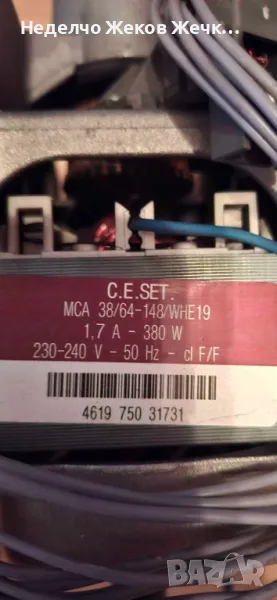 Неделчо Жеков Жечк...
C.E.SET.
MCA 38/64-148/WHE19
1,7 A - 380 W
230-240 V - 50 Hz - cl F/F
4619 750 31731
BAZAR